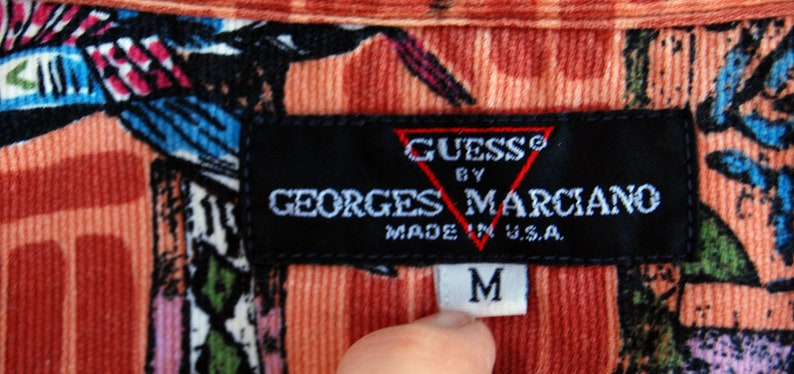 GUESS®
BY
GEORGES MARCIANO
MADE IN U.S.A.
M